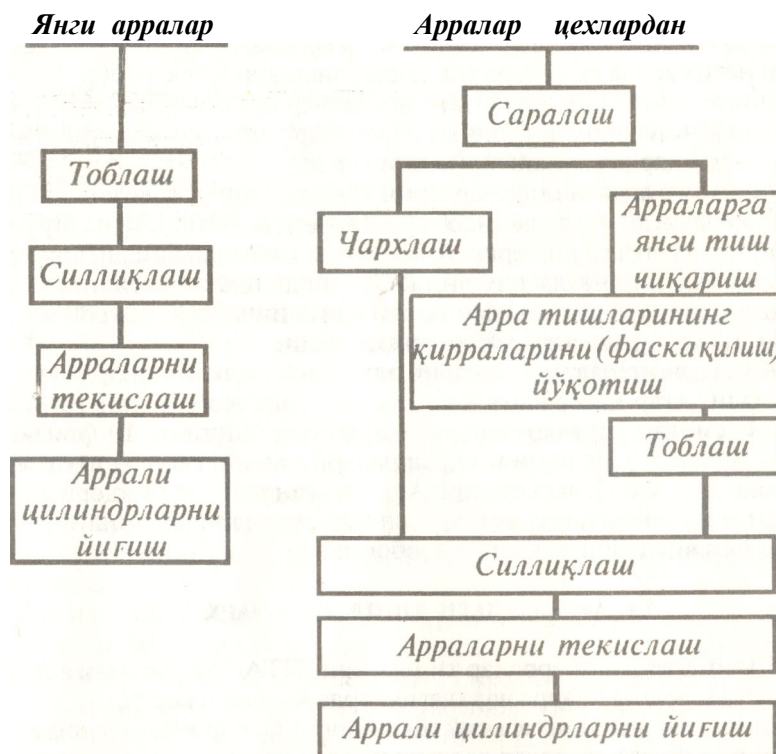 Янги арралар
Тоблаш
Силлиқлаш
Арраларни
текислаш
Аррали
цилиндрларни
йиғиш
Арралар цехлардан
Саралаш
Чархлаш
Арраларга
янги тиш
чиқариш
Арра тишларининг
қирраларини (фаска қилиш)
йўқотиш
Тоблаш
Силлиқлаш
Арраларни текислаш
Аррали цилиндрларни йиғиш